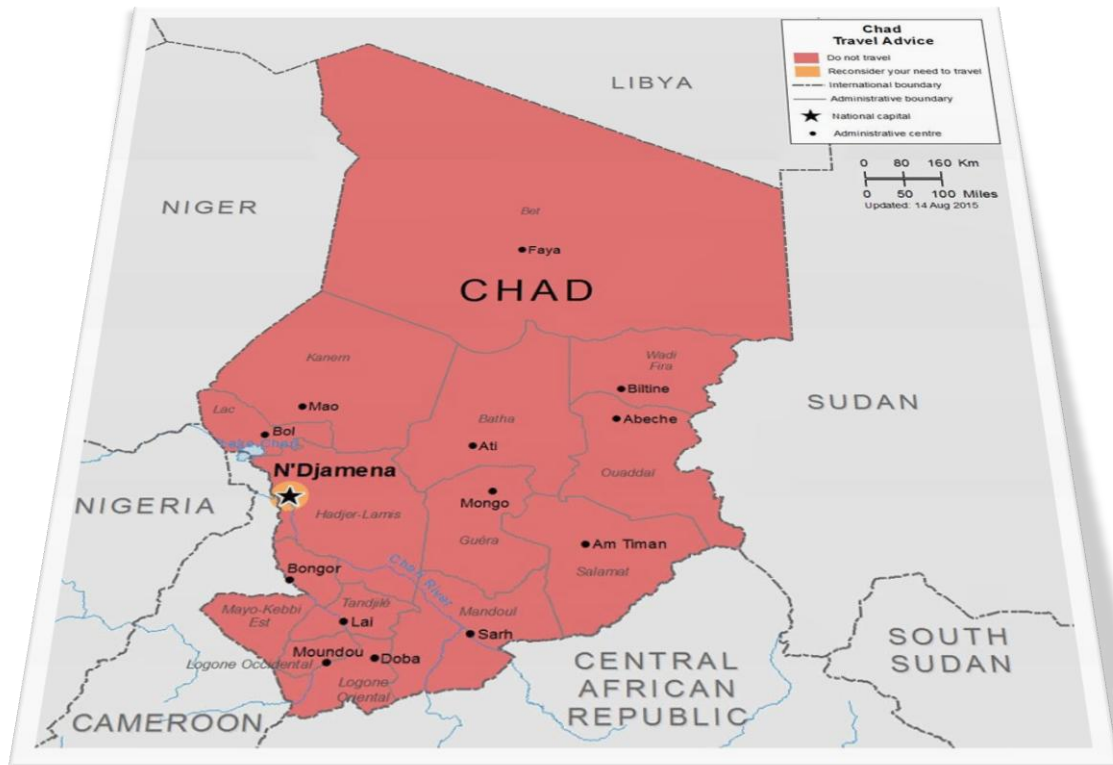 Chad
Travel Advice
Do not travel
Reconsider your need to travel
International boundary
Administrative boundary
National capital
Administrative centre
0 80 160 Km
0 50 100 Miles
Updated: 14 Aug 2015
LIBYA
NIGER
Bet
Faya
CHAD
Kanem
Wadi
Fira
Biltine
SUDAN
Mao
Lac
Batha
Abeche
Bol
Lake Chad
Ati
N'Djamena
Ouaddaï
NIGERIA
Mongo
Hadjer-Lamis
Guéra
Am Timan
Salamat
Chari River
Bongor
Mayo-Kebbi
Est
Tandjilé
Mandoul
Lai
Sarh
Moundou
Doba
Logone Occidental
Logone
Oriental
CENTRAL
AFRICAN
REPUBLIC
SOUTH
SUDAN
CAMEROON